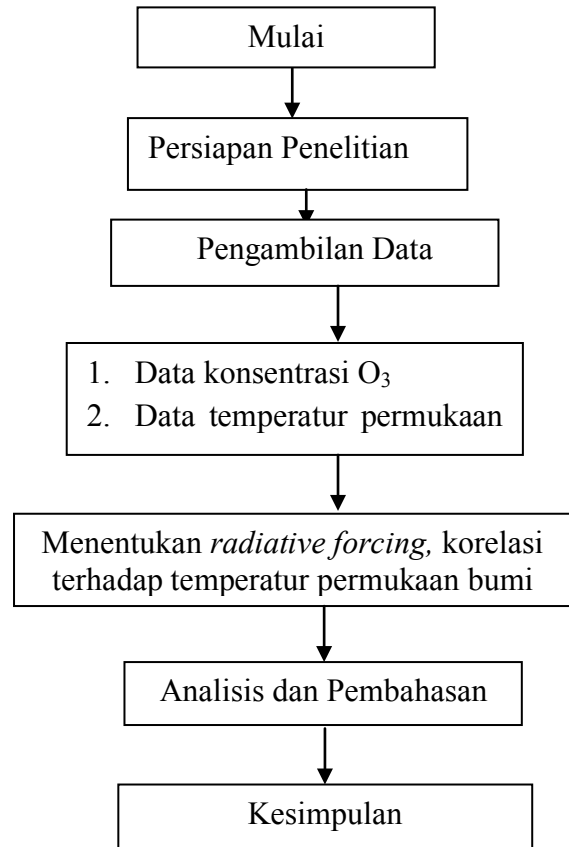 Mulai
Persiapan Penelitian
Pengambilan Data
1. Data konsentrasi O₃
2. Data temperatur permukaan
Menentukan radiative forcing, korelasi
terhadap temperatur permukaan bumi
Analisis dan Pembahasan
Kesimpulan